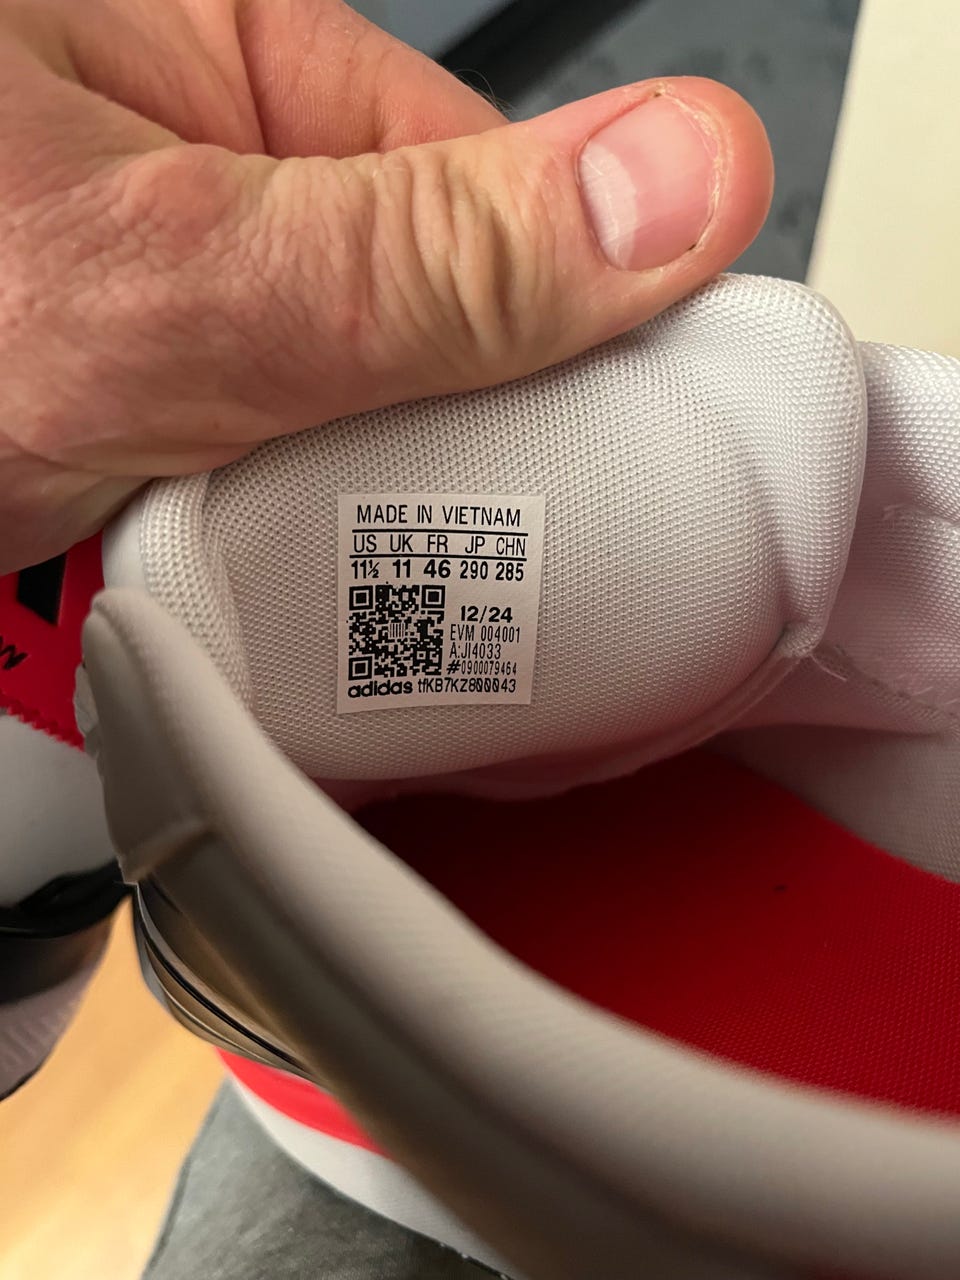 MADE IN VIETNAM
US UK FR JP CHN
11½ 11 46 290 285
12/24
EVM 004001
A:JI4033
#0900079464
adidas tfKB7KZ800043